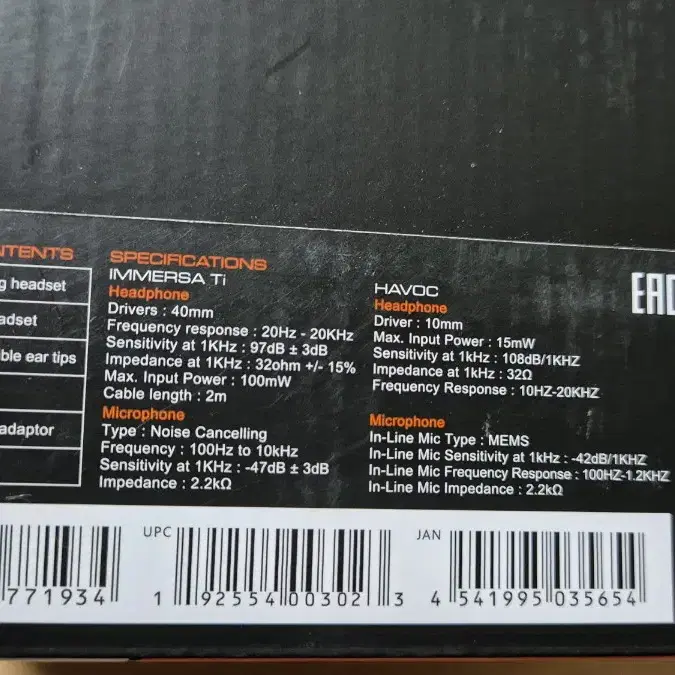 NTENTS
g headset
adset
ble ear tips
adaptor
SPECIFICATIONS
IMMERSA Ti
Headphone
Drivers : 40mm
Frequency response : 20Hz - 20KHz
Sensitivity at 1KHz : 97dB ± 3dB
Impedance at 1KHz : 32ohm +/- 15%
Max. Input Power : 100mW
Cable length : 2m
Microphone
Type : Noise Cancelling
Frequency : 100Hz to 10kHz
Sensitivity at 1KHz : -47dB ± 3dB
Impedance : 2.2kΩ
HAVOC
Headphone
Driver : 10mm
Max. Input Power : 15mW
Sensitivity at 1kHz : 108dB/1KHZ
Impedance at 1kHz : 32Ω
Frequency Response : 10HZ-20KHZ
Microphone
In-Line Mic Type : MEMS
In-Line Mic Sensitivity at 1kHz : -42dB/1KHZ
In-Line Mic Frequency Response : 100HZ-1.2KHZ
In-Line Mic Impedance : 2.2kΩ
EAC
771934
UPC
1 92554 00302 3
JAN
4 541995 035654